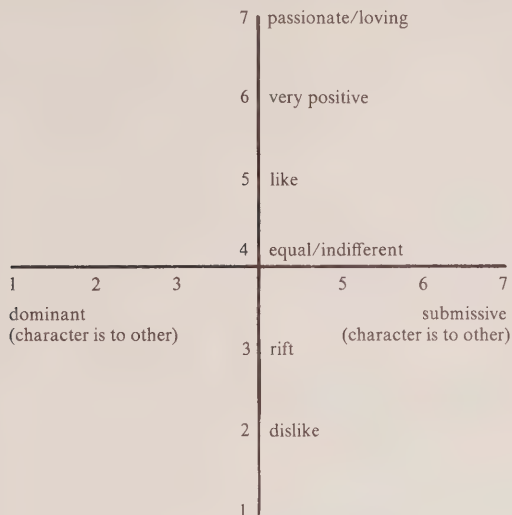 7 passionate/loving
6 very positive
5 like
4 equal/indifferent
1 2 3 5 6 7
dominant submissive
(character is to other) (character is to other)
3 rift
2 dislike
1